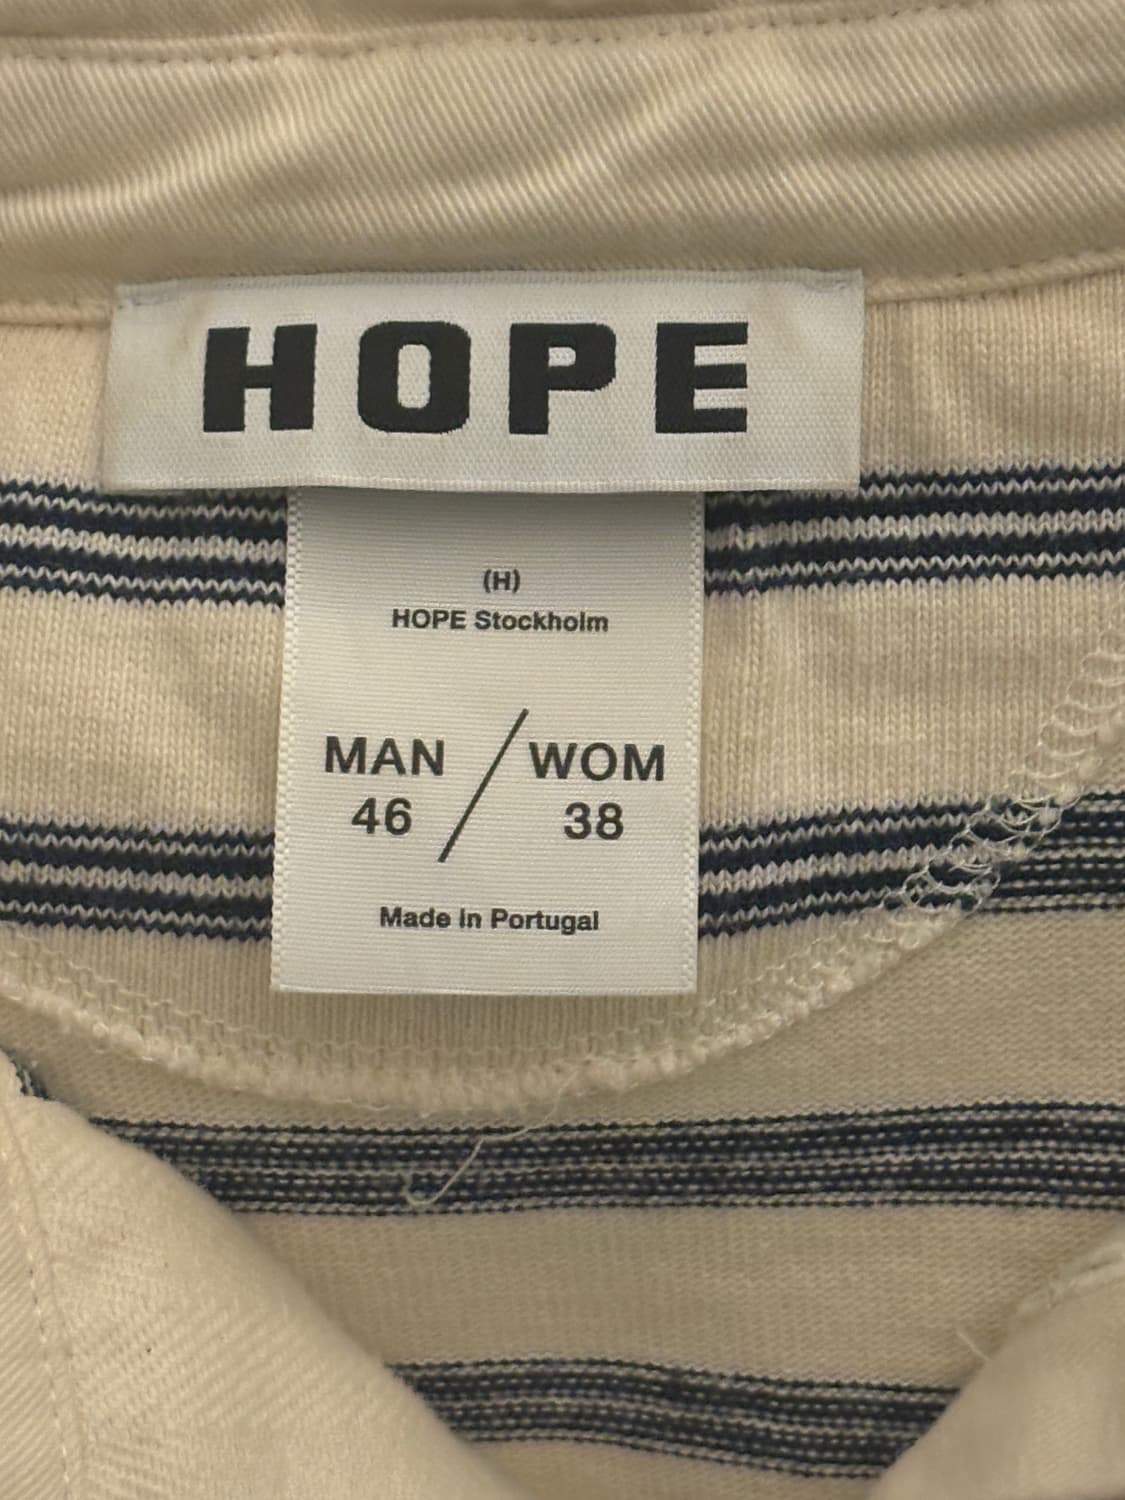 HOPE
(H)
HOPE Stockholm
MAN / WOM
46 38
Made in Portugal